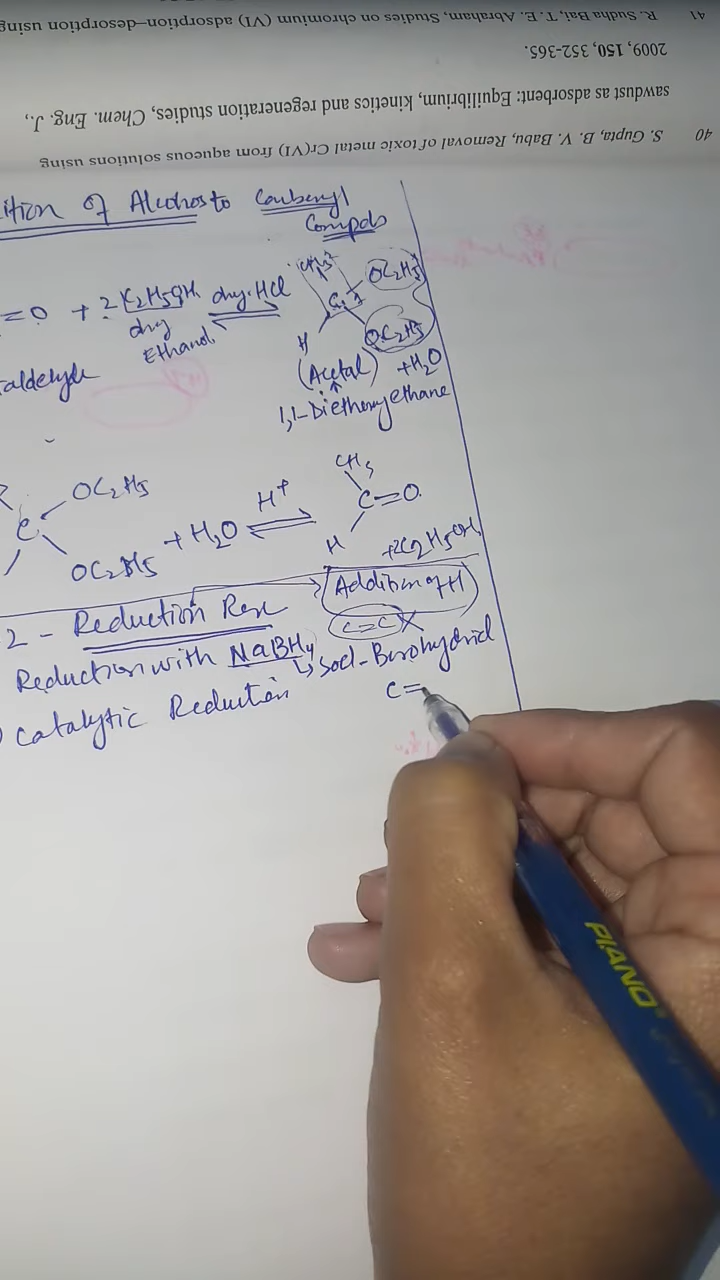 41 R. Sudha Bai, T. E. Abraham, Studies on chromium (VI) adsorption–desorption using
2009, 150, 352-365.
sawdust as adsorbent: Equilibrium, kinetics and regeneration studies, Chem. Eng. J.,
40 S. Gupta, B. V. Babu, Removal of toxic metal Cr(VI) from aqueous solutions using
ition of Alcohols to Carbonyl
Compds
=O + 2 C2H5OH dry HCl
dry
Ethanol
CH3 2
C 1
OC2H5
H
OC2H5
aldehyde
(Acetal) + H2O
1,1-Diethoxyethane
OC2H5
C
OC2H5
+ H2O H+
CH3
C=O
H
+2C2H5OH
2 - Reduction Rxn
Addition of H
C=C X
Reduction with NaBH4
Sod-Borohydrid
Catalytic Reduction
C=
PIANO